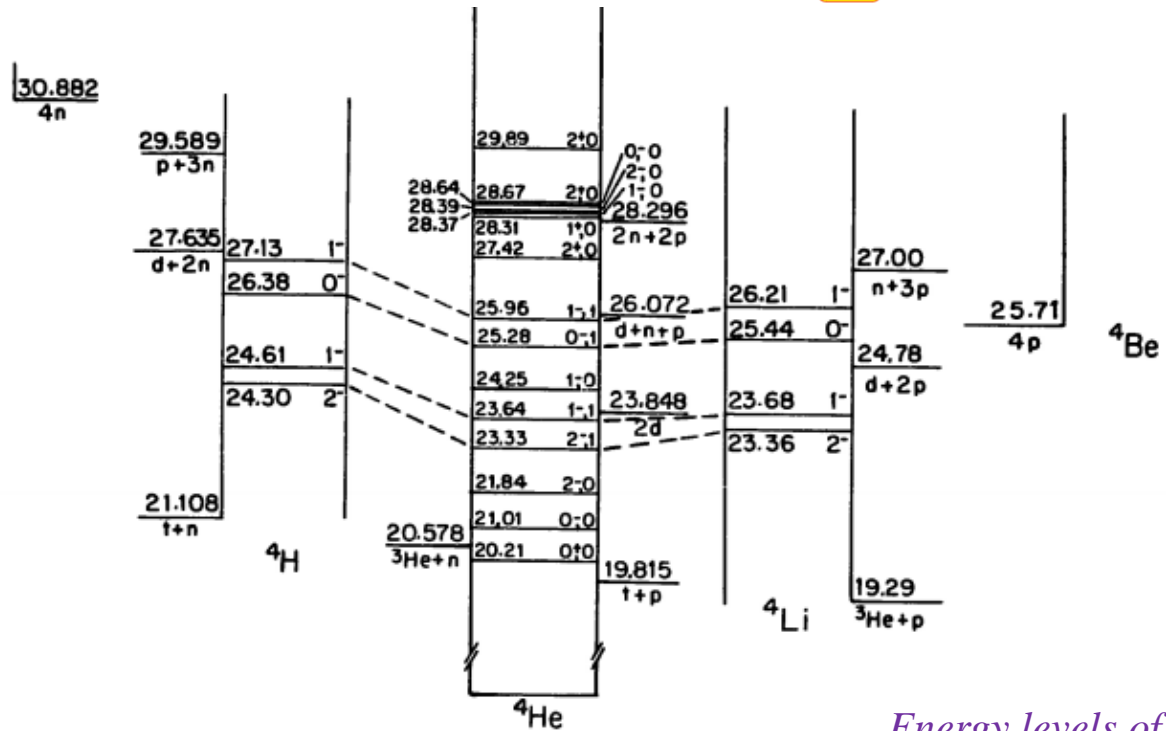 30.882
4n
29.589
p+3n
27.635
d+2n
27.13 1⁻
26.38 0⁻
24.61 1⁻
24.30 2⁻
21.108
t+n
⁴H
29.89 2⁺,0
0⁻,0
2⁻,0
1⁻,0
28.64
28.39
28.37
28.67 2⁺,0
28.31 1⁺,0
27.42 2⁺,0
28.296
2n+2p
25.96 1⁻,1
26.072
d+n+p
25.28 0⁻,1
24.25 1⁻,0
23.64 1⁻,1
23.848
2d
23.33 2⁻,1
21.84 2⁻,0
21.01 0⁻,0
20.578
³He+n
20.21 0⁺,0
19.815
t+p
⁴He
26.21 1⁻
25.44 0⁻
23.68 1⁻
23.36 2⁻
27.00
n+3p
24.78
d+2p
19.29
³He+p
⁴Li
25.71
4p
⁴Be
Energy levels of